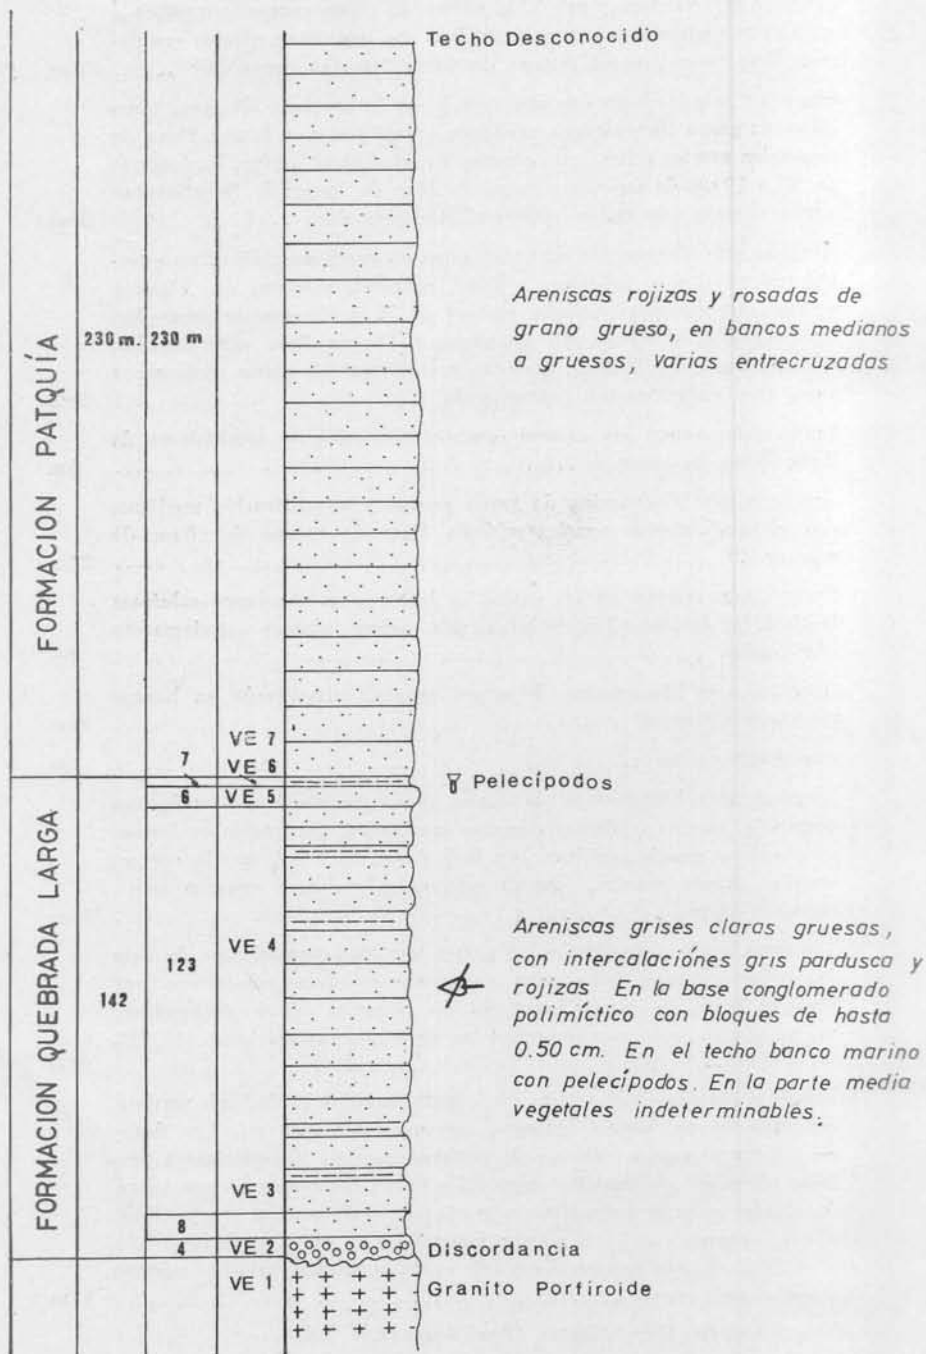 Techo Desconocido
FORMACION PATQUÍA
230 m. 230 m
Areniscas rojizas y rosadas de
grano grueso, en bancos medianos
a gruesos, Varias entrecruzadas
VE 7
7
VE 6
6
VE 5
Pelecípodos
FORMACION QUEBRADA LARGA
142
123
VE 4
Areniscas grises claras gruesas,
con intercalaciónes gris pardusca y
rojizas En la base conglomerado
polimíctico con bloques de hasta
0.50 cm. En el techo banco marino
con pelecípodos. En la parte media
vegetales indeterminables.
VE 3
8
4
VE 2
Discordancia
VE 1
Granito Porfiroide